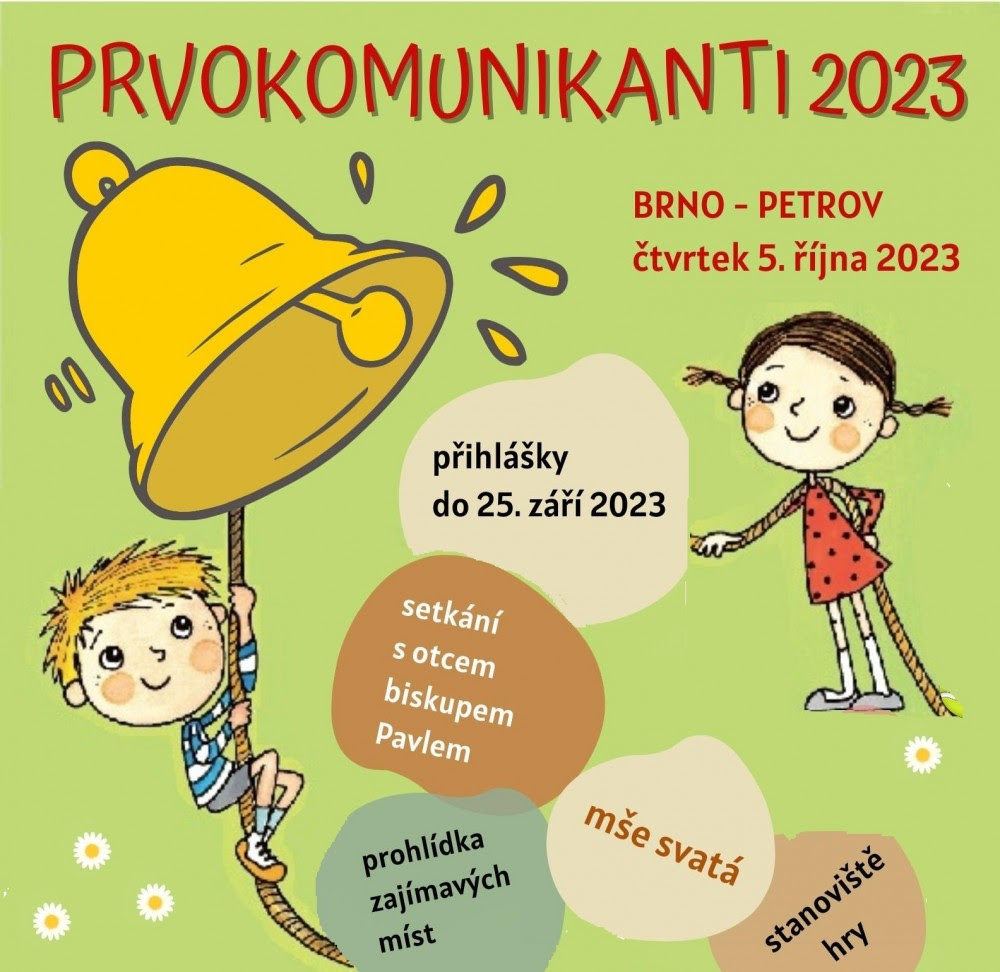 PRVOKOMUNIKANTI 2023
BRNO - PETROV
čtvrtek 5. října 2023
přihlášky
do 25. září 2023
setkání
s otcem
biskupem
Pavlem
mše svatá
prohlídka
zajímavých
míst
stanoviště
hry